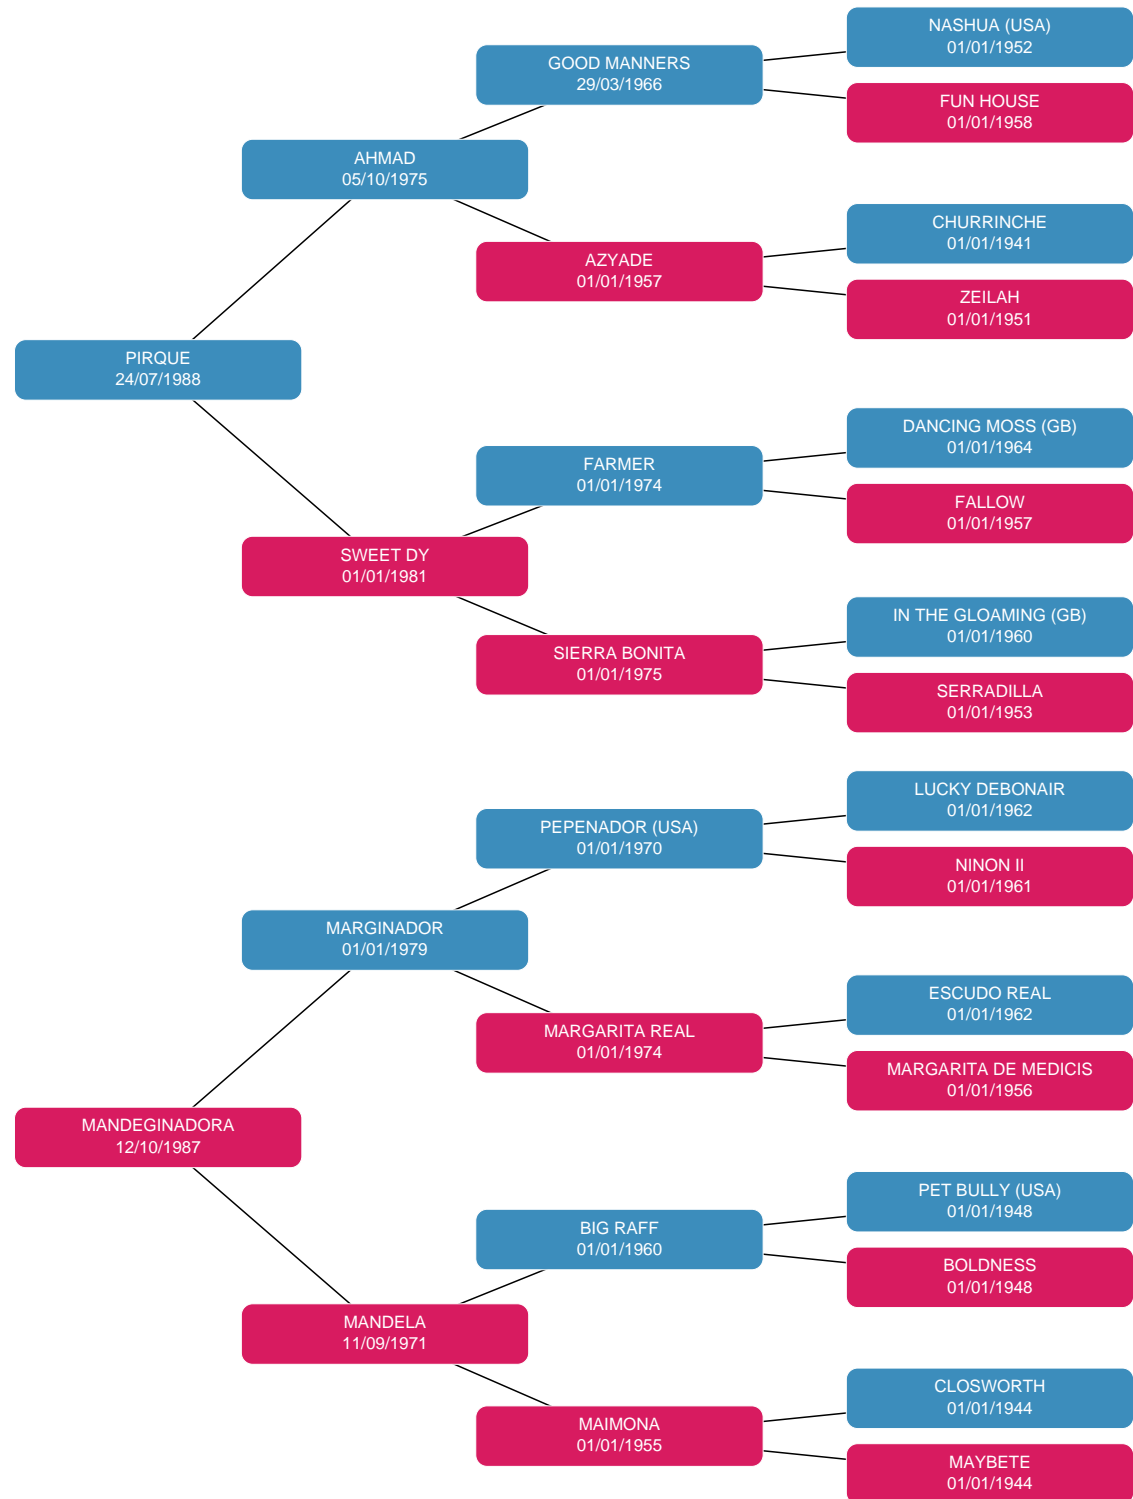 NASHUA (USA)
01/01/1952
GOOD MANNERS
29/03/1966
FUN HOUSE
01/01/1958
AHMAD
05/10/1975
CHURRINCHE
01/01/1941
AZYADE
01/01/1957
ZEILAH
01/01/1951
PIRQUE
24/07/1988
DANCING MOSS (GB)
01/01/1964
FARMER
01/01/1974
FALLOW
01/01/1957
SWEET DY
01/01/1981
IN THE GLOAMING (GB)
01/01/1960
SIERRA BONITA
01/01/1975
SERRADILLA
01/01/1953
LUCKY DEBONAIR
01/01/1962
PEPENADOR (USA)
01/01/1970
NINON II
01/01/1961
MARGINADOR
01/01/1979
ESCUDO REAL
01/01/1962
MARGARITA REAL
01/01/1974
MARGARITA DE MEDICIS
01/01/1956
MANDEGINADORA
12/10/1987
PET BULLY (USA)
01/01/1948
BIG RAFF
01/01/1960
BOLDNESS
01/01/1948
MANDELA
11/09/1971
CLOSWORTH
01/01/1944
MAIMONA
01/01/1955
MAYBETE
01/01/1944